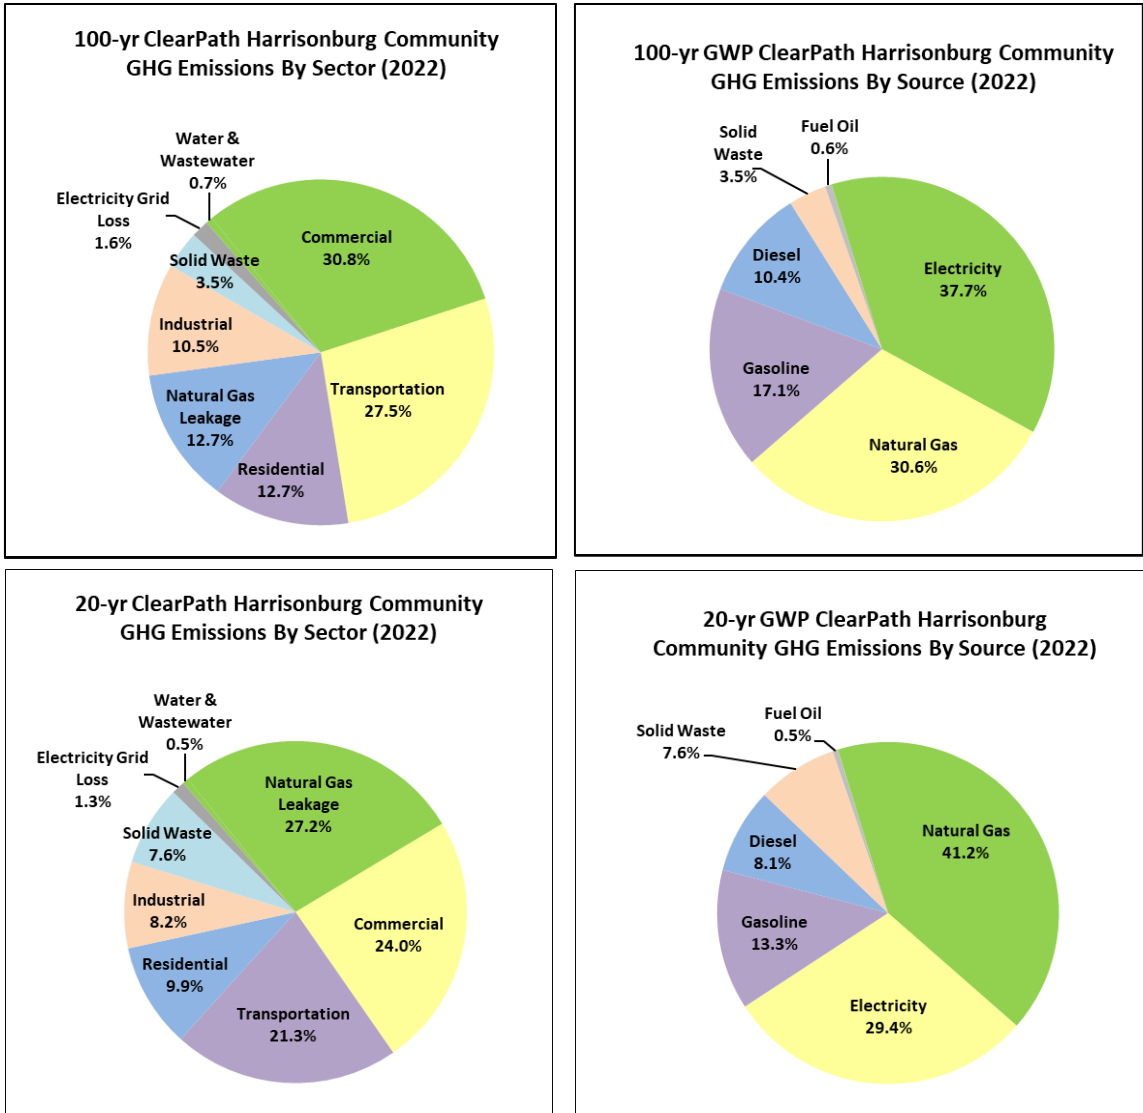 100-yr ClearPath Harrisonburg Community
GHG Emissions By Sector (2022)
Water &
Wastewater
0.7%
Electricity Grid
Loss
1.6%
Commercial
30.8%
Solid Waste
3.5%
Industrial
10.5%
Transportation
27.5%
Natural Gas
Leakage
12.7%
Residential
12.7%
100-yr GWP ClearPath Harrisonburg Community
GHG Emissions By Source (2022)
Fuel Oil
0.6%
Solid
Waste
3.5%
Diesel
10.4%
Electricity
37.7%
Gasoline
17.1%
Natural Gas
30.6%
20-yr ClearPath Harrisonburg Community
GHG Emissions By Sector (2022)
Water &
Wastewater
0.5%
Electricity Grid
Loss
1.3%
Natural Gas
Leakage
27.2%
Solid Waste
7.6%
Industrial
8.2%
Commercial
24.0%
Residential
9.9%
Transportation
21.3%
20-yr GWP ClearPath Harrisonburg
Community GHG Emissions By Source (2022)
Fuel Oil
0.5%
Solid Waste
7.6%
Natural Gas
41.2%
Diesel
8.1%
Gasoline
13.3%
Electricity
29.4%